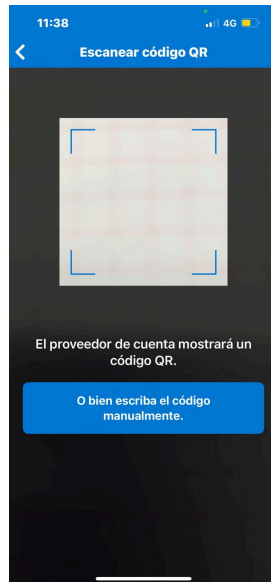 11:38
4G
Escanear código QR
El proveedor de cuenta mostrará un
código QR.
O bien escriba el código
manualmente.